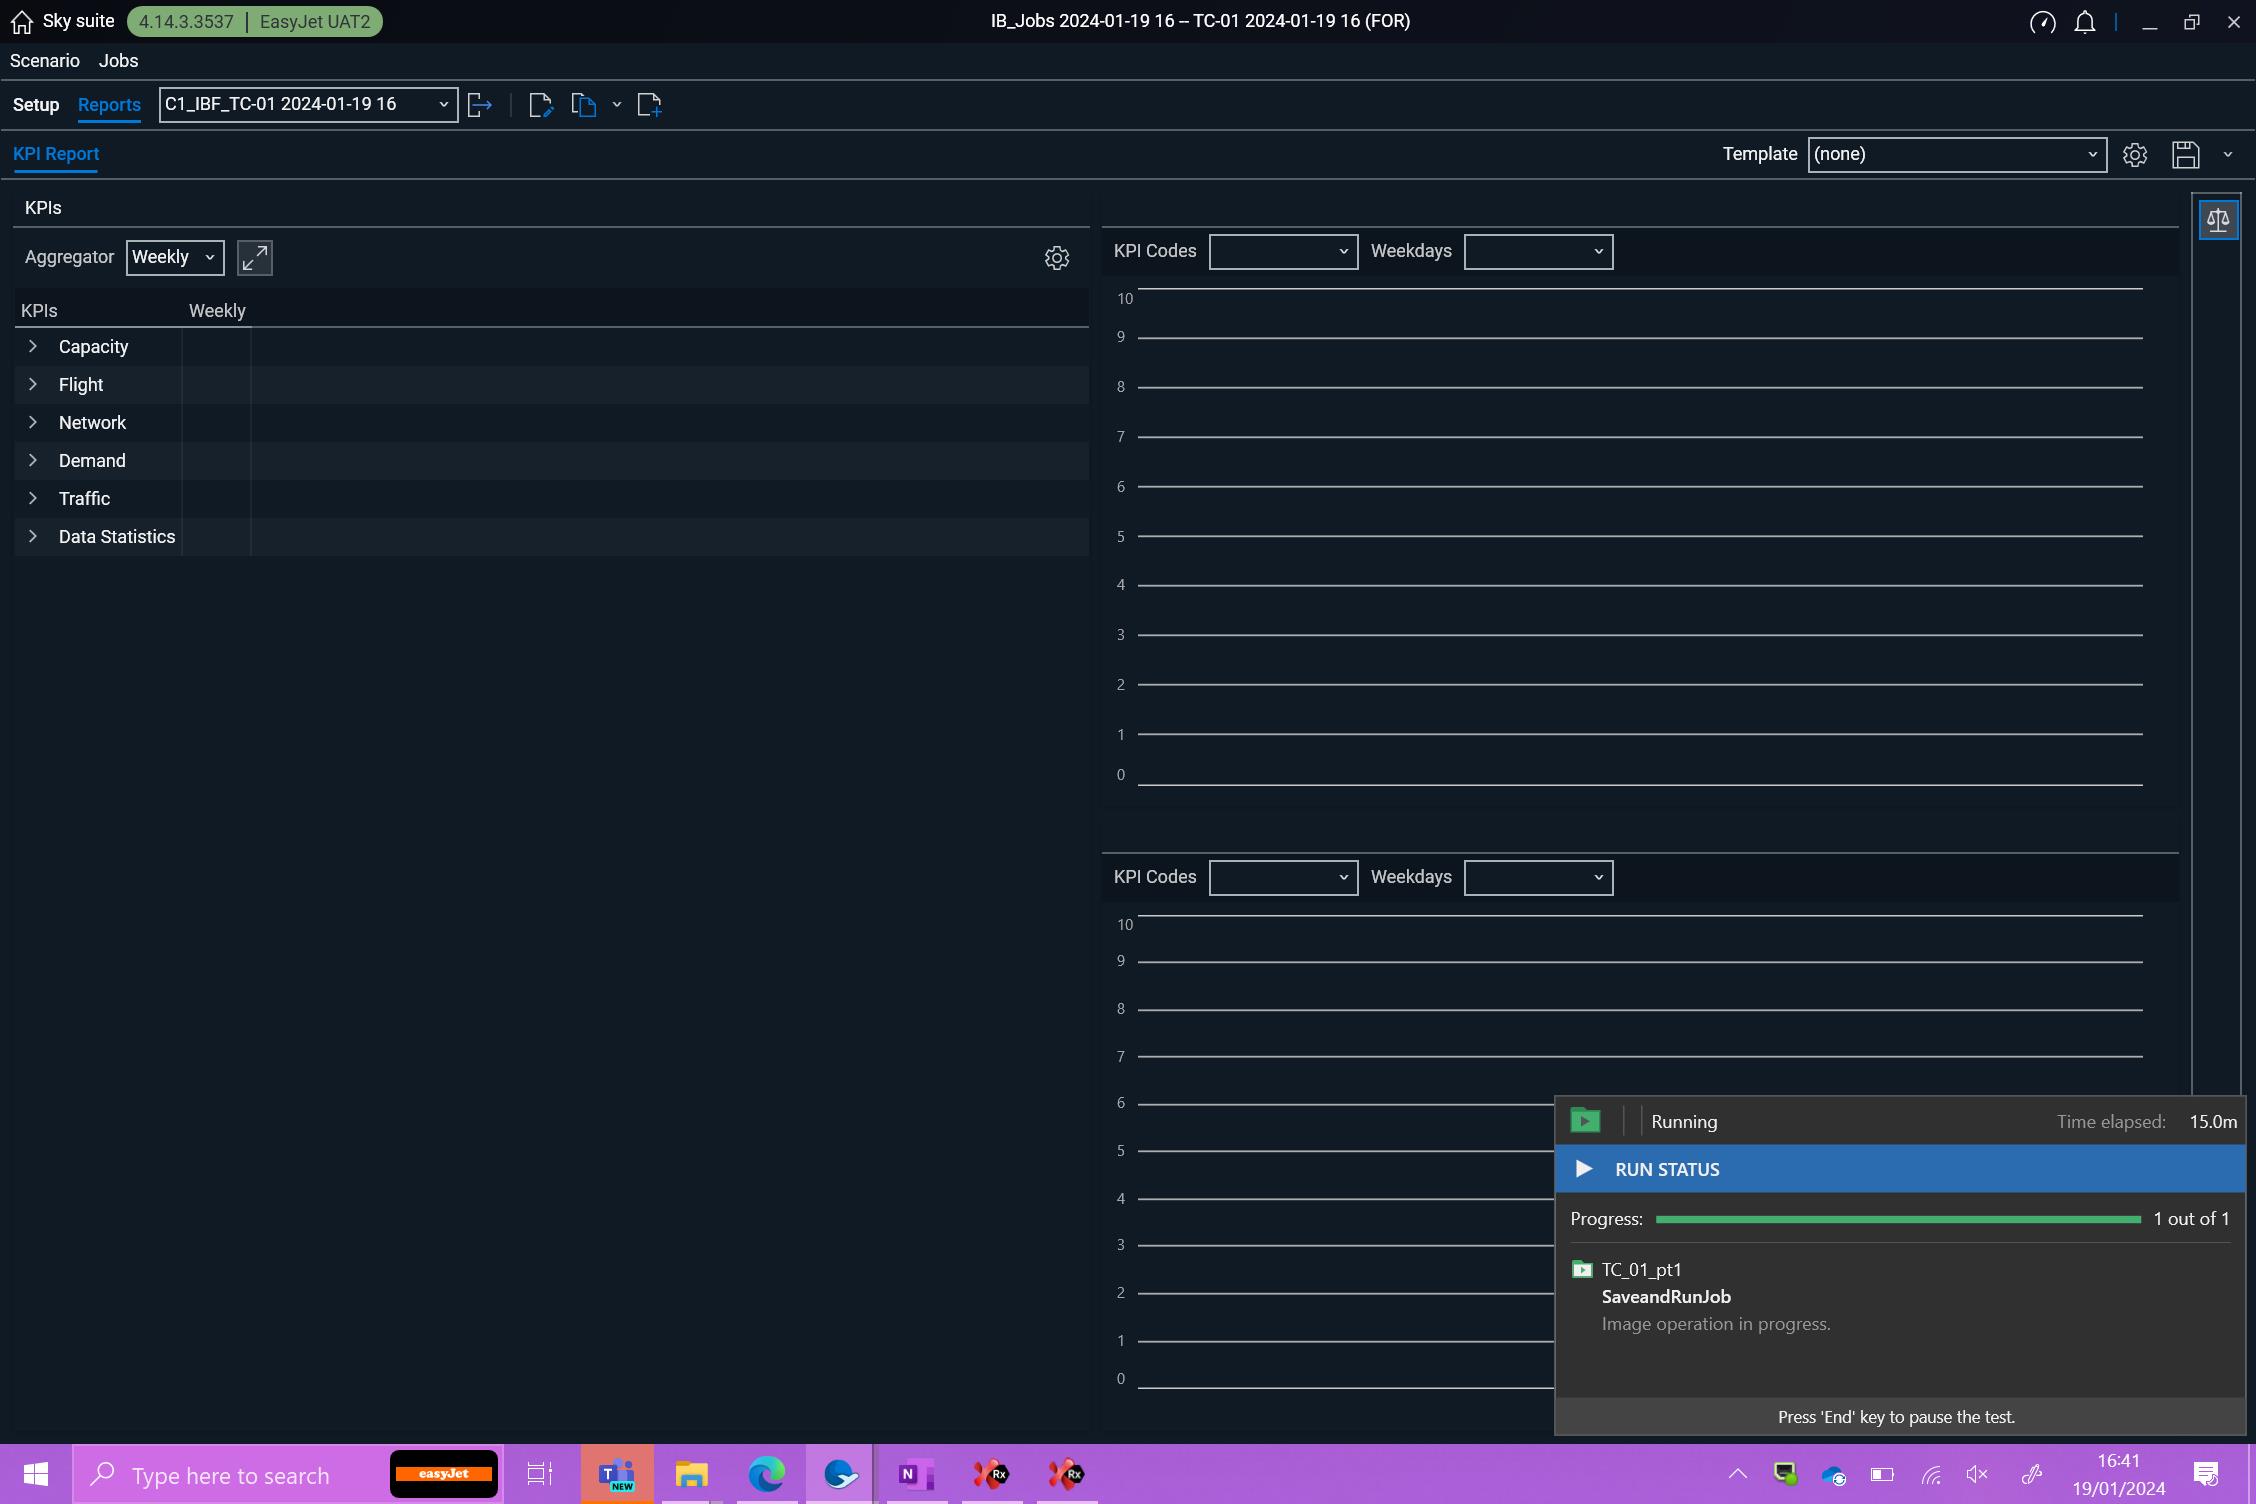 Sky suite 4.14.3.3537 | EasyJet UAT2 IB_Jobs 2024-01-19 16 -- TC-01 2024-01-19 16 (FOR)
Scenario Jobs
Setup Reports C1_IBF_TC-01 2024-01-19 16
KPI Report Template (none)
KPIs
Aggregator Weekly
KPIs Weekly
Capacity
Flight
Network
Demand
Traffic
Data Statistics
KPI Codes Weekdays
10
9
8
7
6
5
4
3
2
1
0
KPI Codes Weekdays
10
9
8
7
6
5
4
3
2
1
0
Running Time elapsed: 15.0m
RUN STATUS
Progress: 1 out of 1
TC_01_pt1
SaveandRunJob
Image operation in progress.
Press 'End' key to pause the test.
Type here to search
easyJet
T
NEW
N
Rx
Rx
16:41
19/01/2024